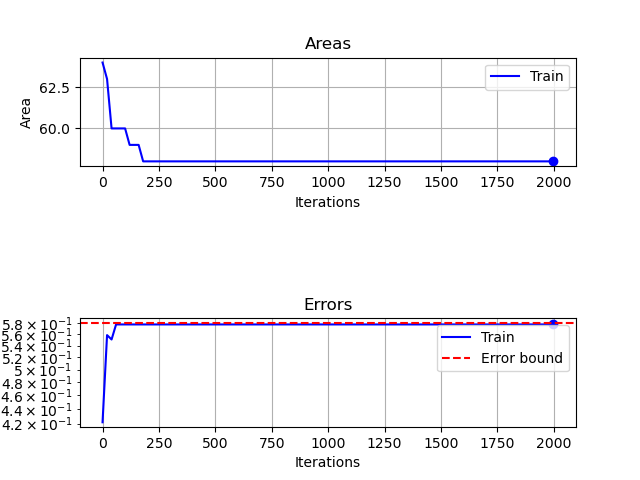 Areas
Train
62.5
60.0
Area
0 250 500 750 1000 1250 1500 1750 2000
Iterations
Errors
5.8 × 10⁻¹
5.6 × 10⁻¹
5.4 × 10⁻¹
5.2 × 10⁻¹
5 × 10⁻¹
4.8 × 10⁻¹
4.6 × 10⁻¹
4.4 × 10⁻¹
4.2 × 10⁻¹
Train
Error bound
0 250 500 750 1000 1250 1500 1750 2000
Iterations